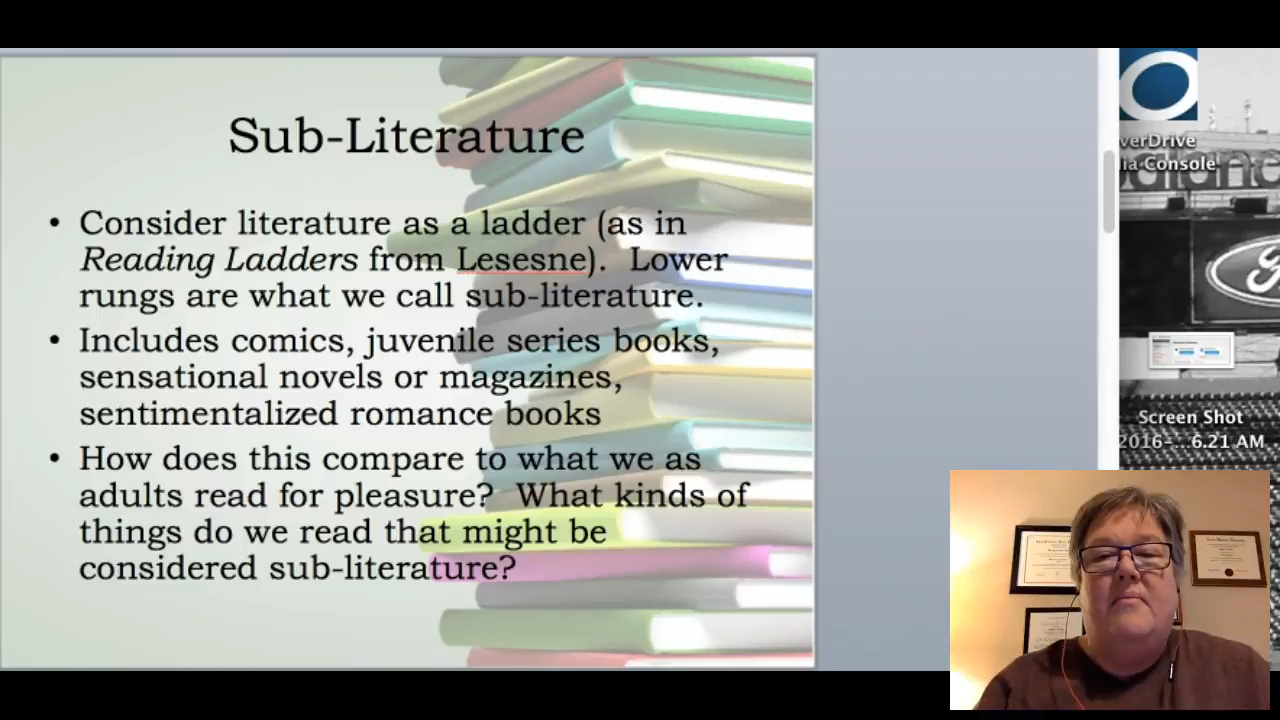 Sub-Literature
• Consider literature as a ladder (as in
Reading Ladders from Lesesne). Lower
rungs are what we call sub-literature.
• Includes comics, juvenile series books,
sensational novels or magazines,
sentimentalized romance books
• How does this compare to what we as
adults read for pleasure? What kinds of
things do we read that might be
considered sub-literature?
verDrive
ia Console
Screen Shot
2016-...6.21 AM